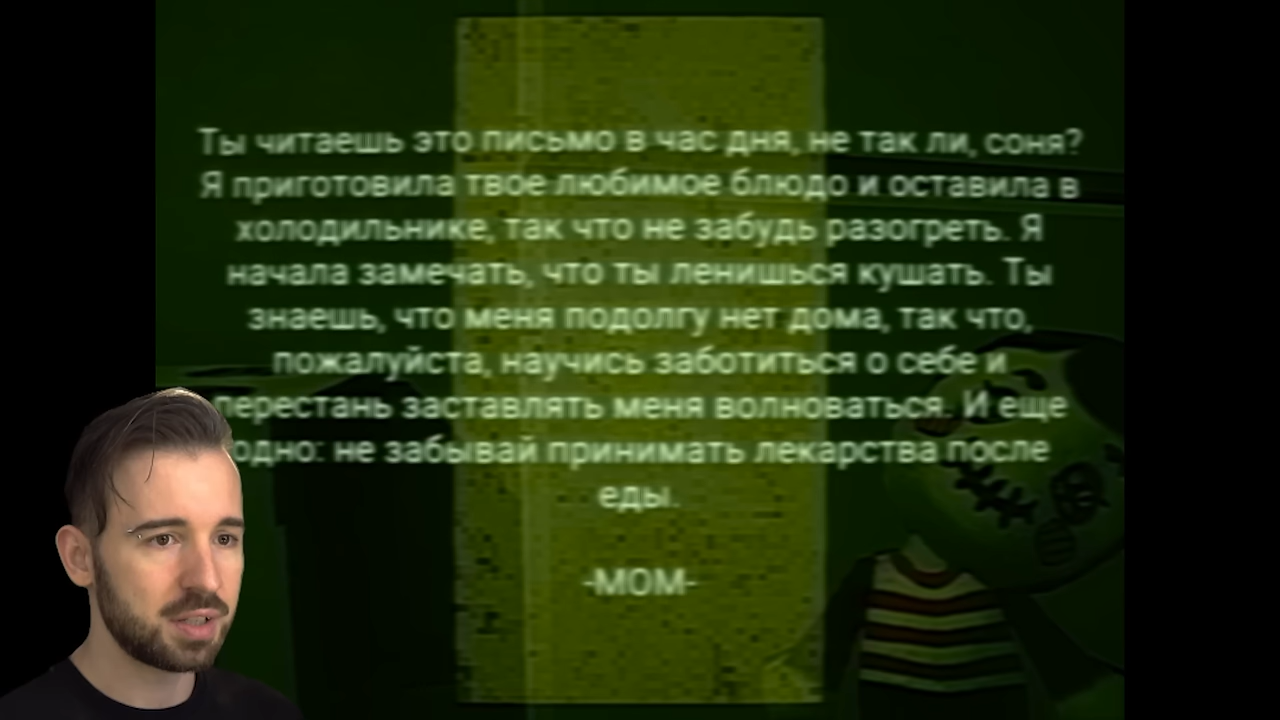 Ты читаешь это письмо в час дня, не так ли, соня?
Я приготовила твое любимое блюдо и оставила в
холодильнике, так что не забудь разогреть. Я
начала замечать, что ты ленишься кушать. Ты
знаешь, что меня подолгу нет дома, так что,
пожалуйста, научись заботиться о себе и
перестань заставлять меня волноваться. И еще
одно: не забывай принимать лекарства после
еды.
-МОМ-